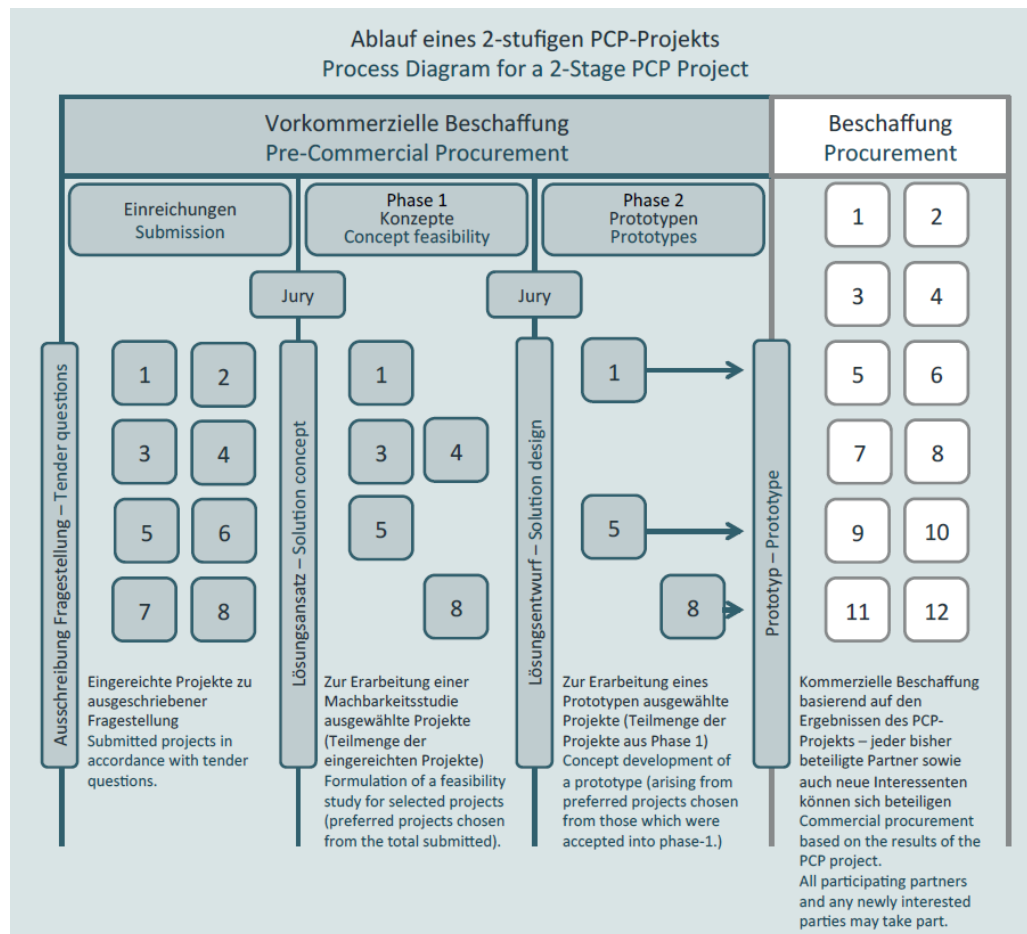 Ablauf eines 2-stufigen PCP-Projekts
Process Diagram for a 2-Stage PCP Project
Vorkommerzielle Beschaffung
Pre-Commercial Procurement
Beschaffung
Procurement
Einreichungen
Submission
Phase 1
Konzepte
Concept feasibility
Phase 2
Prototypen
Prototypes
Jury
Jury
Ausschreibung Fragestellung – Tender questions
1 2
3 4
5 6
7 8
Eingereichte Projekte zu
ausgeschriebener
Fragestellung
Submitted projects in
accordance with tender
questions.
Lösungsansatz – Solution concept
1
3 4
5
8
Zur Erarbeitung einer
Machbarkeitsstudie
ausgewählte Projekte
(Teilmenge der
eingereichten Projekte)
Formulation of a feasibility
study for selected projects
(preferred projects chosen
from the total submitted).
Lösungsentwurf – Solution design
1
5
8
Zur Erarbeitung eines
Prototypen ausgewählte
Projekte (Teilmenge der
Projekte aus Phase 1)
Concept development of
a prototype (arising from
preferred projects chosen
from those which were
accepted into phase-1.)
Prototyp – Prototype
1 2
3 4
5 6
7 8
9 10
11 12
Kommerzielle Beschaffung
basierend auf den
Ergebnissen des PCP-
Projekts – jeder bisher
beteiligte Partner sowie
auch neue Interessenten
können sich beteiligen
Commercial procurement
based on the results of the
PCP project.
All participating partners
and any newly interested
parties may take part.